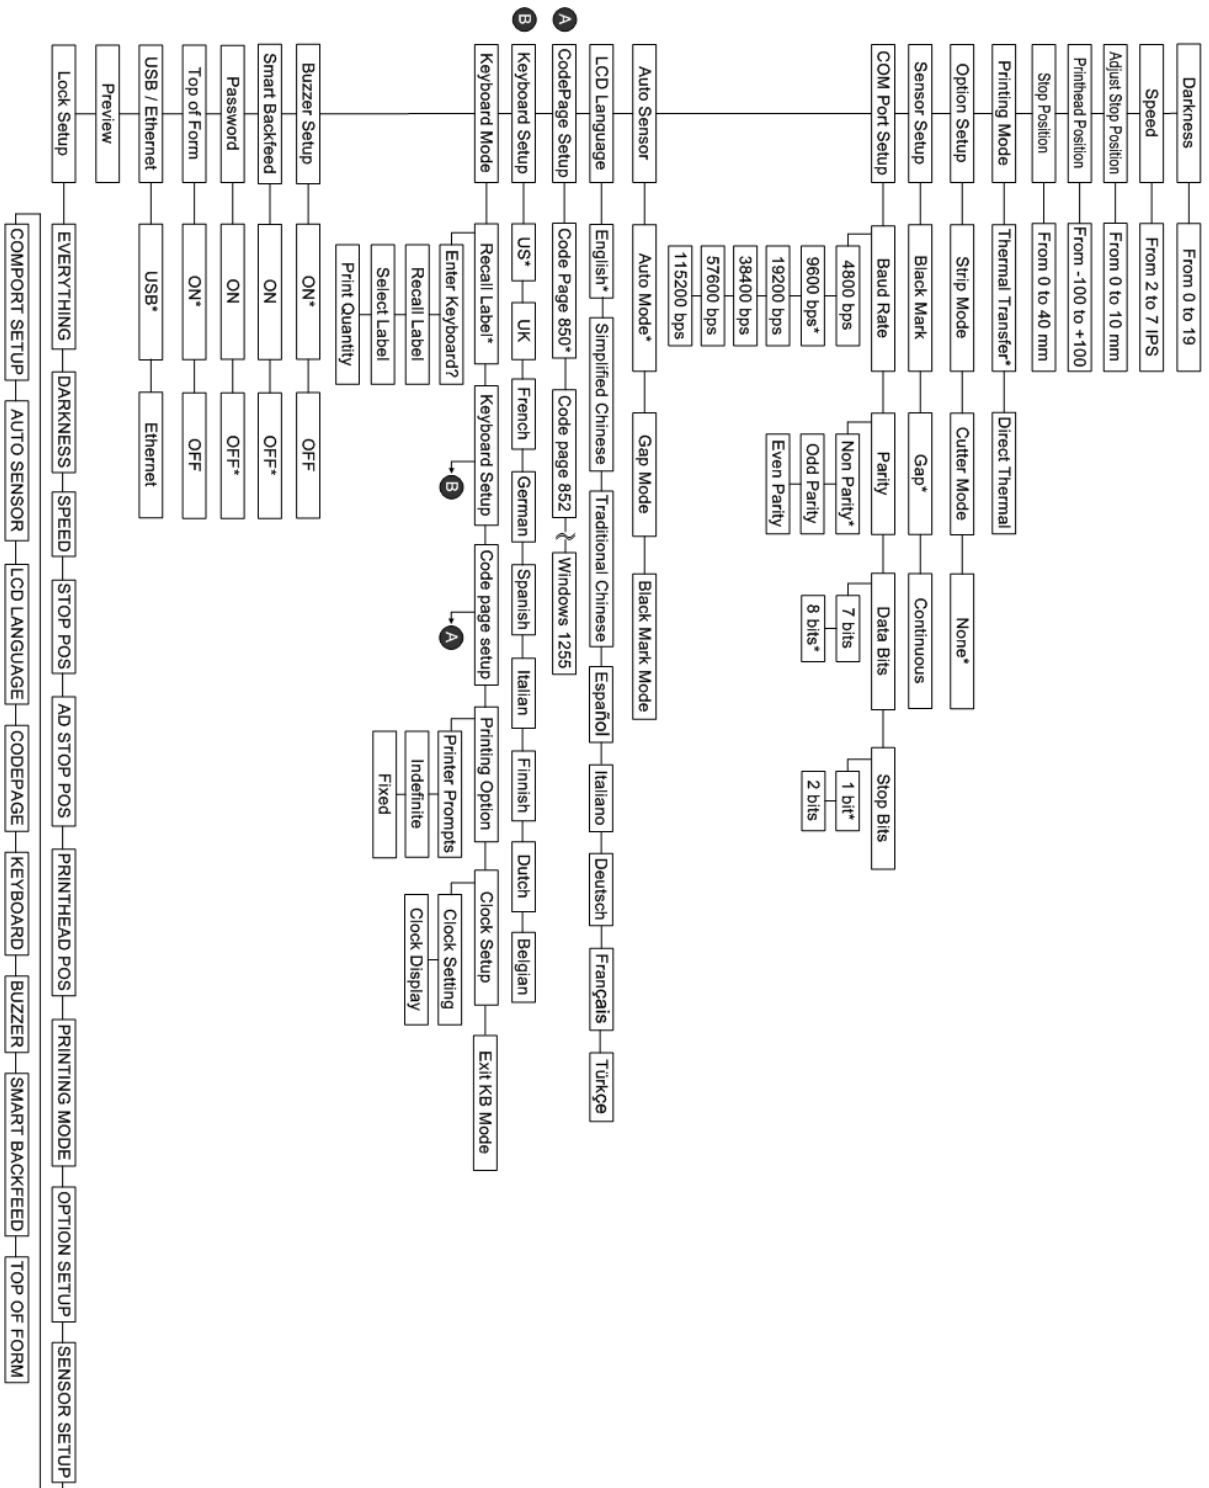 Darkness
From 0 to 19
Speed
From 2 to 7 IPS
Adjust Stop Position
From 0 to 10 mm
Printhead Position
From -100 to +100
Stop Position
From 0 to 40 mm
Printing Mode
Thermal Transfer*
Direct Thermal
Option Setup
Strip Mode
Cutter Mode
None*
Sensor Setup
Black Mark
Gap*
Continuous
COM Port Setup
Baud Rate
Parity
Data Bits
Stop Bits
4800 bps
Non Parity*
7 bits
1 bit*
9600 bps*
Odd Parity
8 bits*
2 bits
19200 bps
Even Parity
38400 bps
57600 bps
115200 bps
Auto Sensor
Auto Mode*
Gap Mode
Black Mark Mode
LCD Language
English*
Simplified Chinese
Traditional Chinese
Español
Italiano
Deutsch
Français
Türkçe
A
CodePage Setup
Code Page 850*
Code page 852
Windows 1255
B
Keyboard Setup
US*
UK
French
German
Spanish
Italian
Finnish
Dutch
Belgian
Keyboard Mode
Recall Label*
Keyboard Setup
Code page setup
Printing Option
Clock Setup
Exit KB Mode
Enter Keyboard?
B
A
Printer Prompts
Clock Setting
Recall Label
Indefinite
Clock Display
Select Label
Fixed
Print Quantity
Buzzer Setup
ON*
OFF
Smart Backfeed
ON
OFF*
Password
ON
OFF*
Top of Form
ON*
OFF
USB / Ethernet
USB*
Ethernet
Preview
Lock Setup
EVERYTHING
DARKNESS
SPEED
STOP POS
AD STOP POS
PRINTHEAD POS
PRINTING MODE
OPTION SETUP
SENSOR SETUP
COMPORT SETUP
AUTO SENSOR
LCD LANGUAGE
CODEPAGE
KEYBOARD
BUZZER
SMART BACKFEED
TOP OF FORM